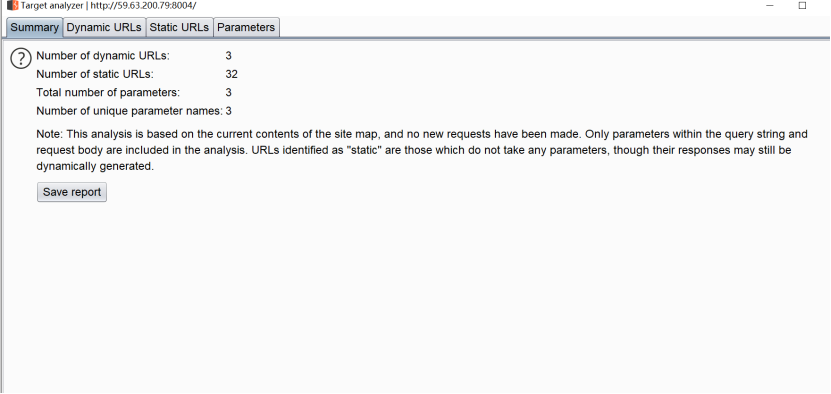 Target analyzer | http://59.63.200.79:8004/
Summary Dynamic URLs Static URLs Parameters
? Number of dynamic URLs: 3
Number of static URLs: 32
Total number of parameters: 3
Number of unique parameter names: 3
Note: This analysis is based on the current contents of the site map, and no new requests have been made. Only parameters within the query string and
request body are included in the analysis. URLs identified as "static" are those which do not take any parameters, though their responses may still be
dynamically generated.
Save report